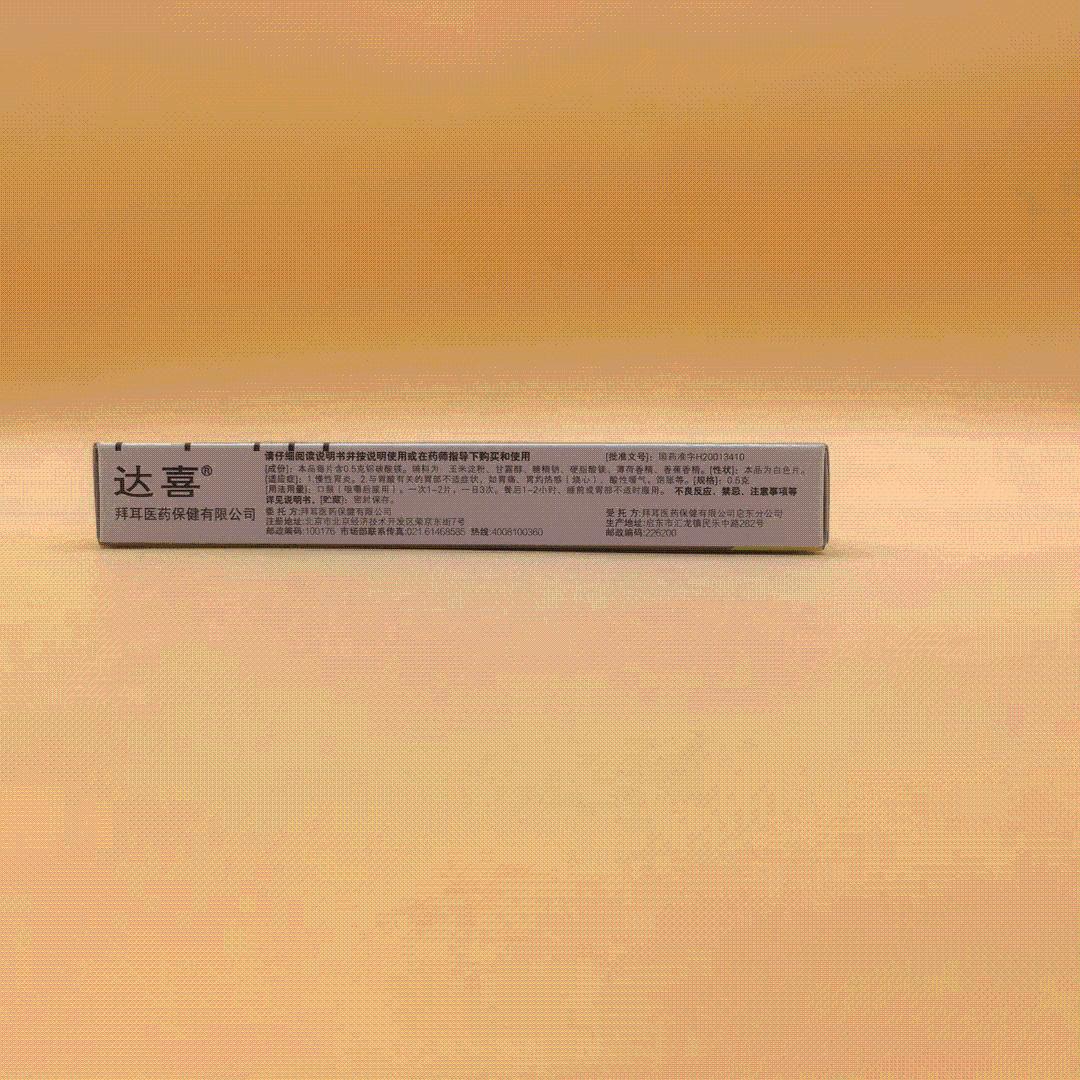 达喜®
拜耳医药保健有限公司
请仔细阅读说明书并按说明使用或在药师指导下购买和使用
[批准文号]：国药准字H20013410
[成份]：本品每片含0.5克铝碳酸镁。辅料为：玉米淀粉、甘露醇、糖精钠、硬脂酸镁、薄荷香精、香蕉香精。[性状]：本品为白色片。
[适应症]：1.慢性胃炎。2.与胃酸有关的胃部不适症状，如胃痛、胃灼热感（烧心）、酸性嗳气、饱胀等。[规格]：0.5克
[用法用量]：口服（咀嚼后服用）。一次1-2片，一日3次。餐后1-2小时、睡前或胃部不适时服用。 不良反应、禁忌、注意事项等
详见说明书。[贮藏]：密封保存。
委 托 方:拜耳医药保健有限公司
注册地址:北京市北京经济技术开发区荣京东街7号
邮政编码:100176 市场部联系传真:021.61468585 热线:4008100360
受 托 方:拜耳医药保健有限公司启东分公司
生产地址:启东市汇龙镇民乐中路282号
邮政编码:226200